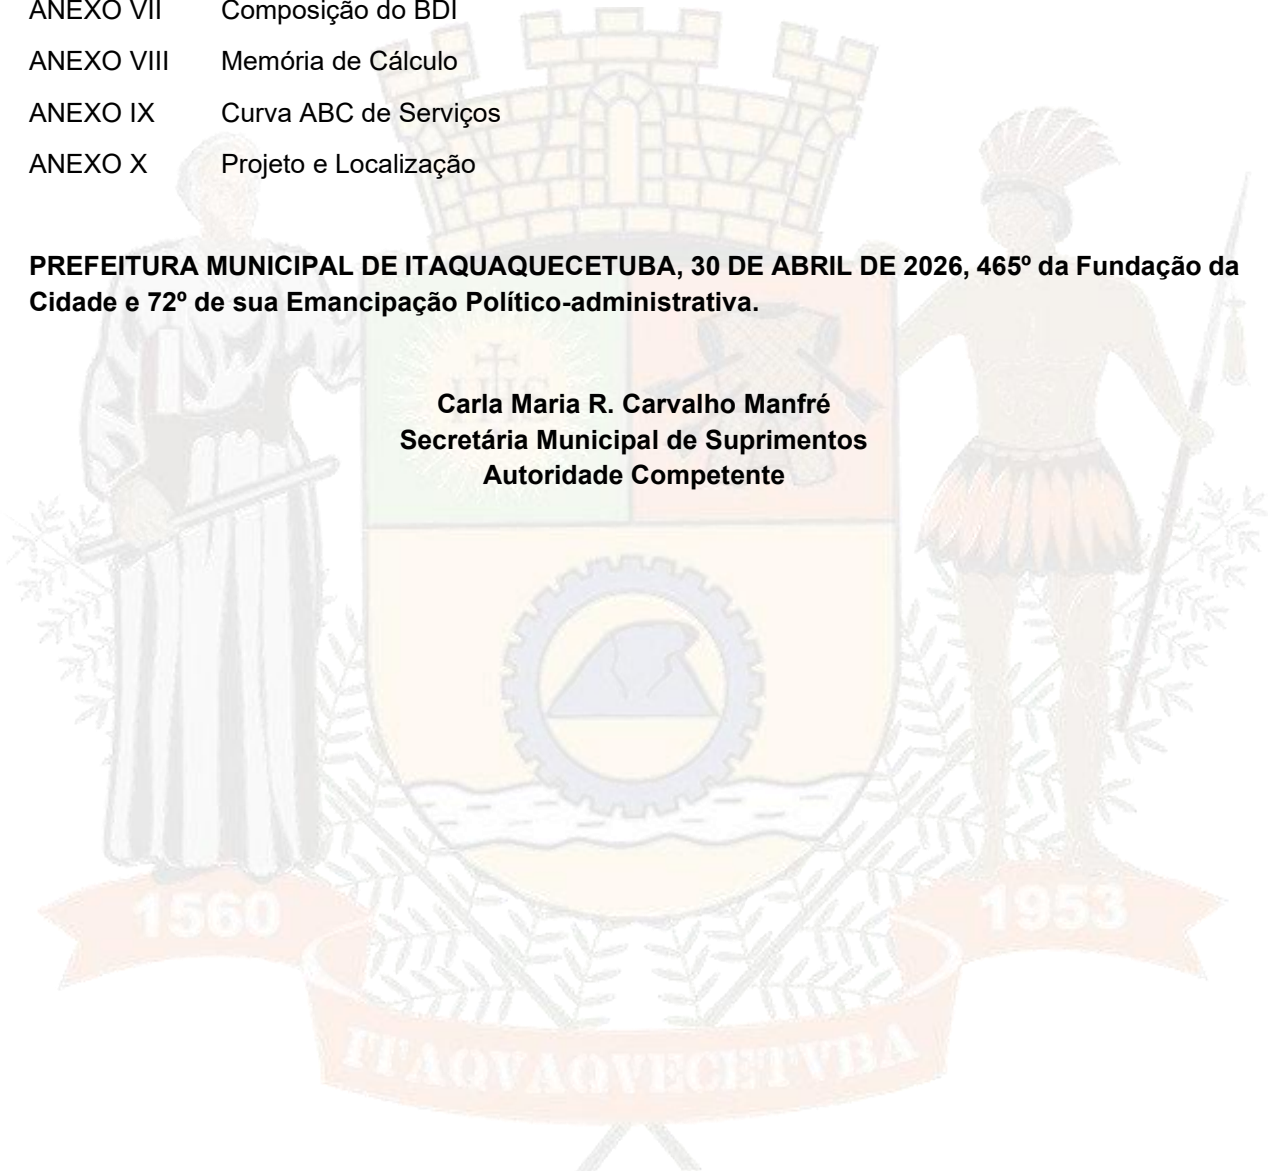 ANEXO VII Composição do BDI
ANEXO VIII Memória de Cálculo
ANEXO IX Curva ABC de Serviços
ANEXO X Projeto e Localização
PREFEITURA MUNICIPAL DE ITAQUAQUECETUBA, 30 DE ABRIL DE 2026, 465º da Fundação da
Cidade e 72º de sua Emancipação Político-administrativa.
Carla Maria R. Carvalho Manfré
Secretária Municipal de Suprimentos
Autoridade Competente
IHS
1560
1953
ITAQVAQVECETVBA